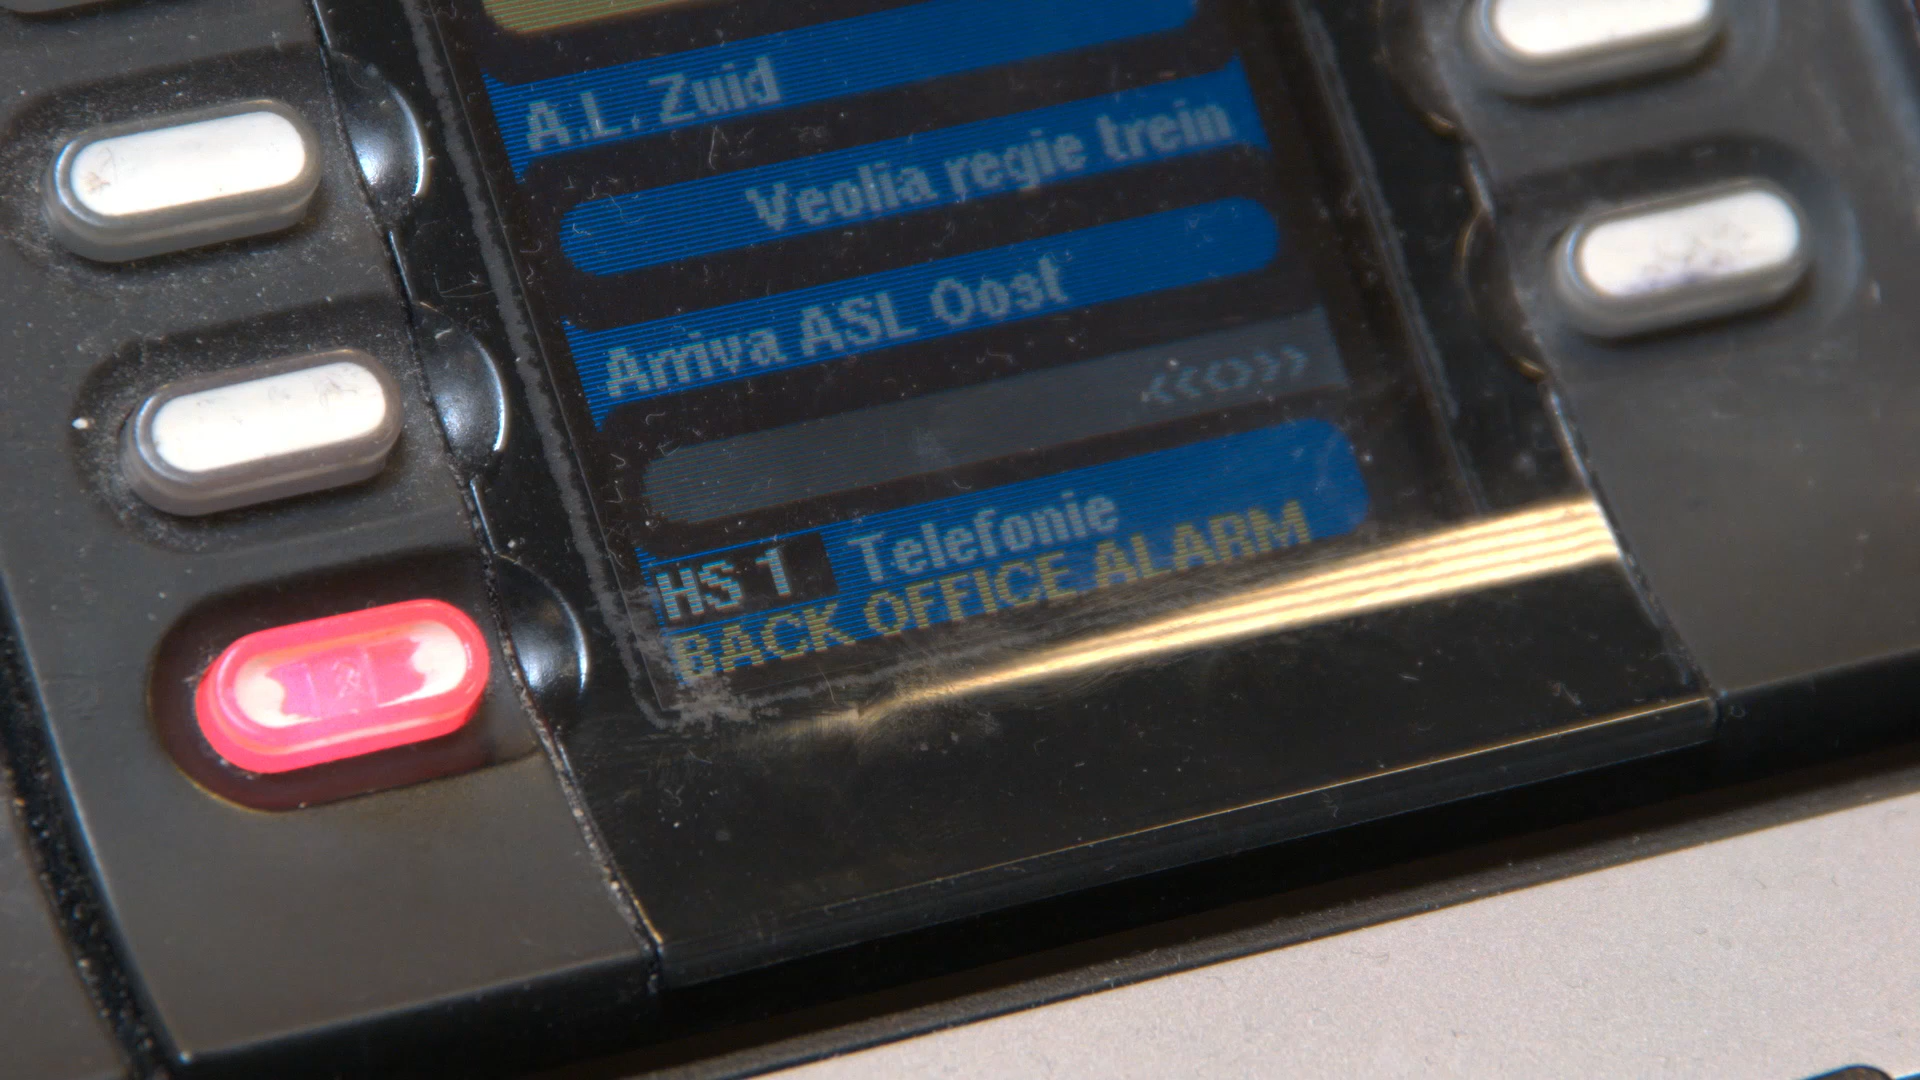 A.L. Zuid
Veolia regie trein
Arriva ASL Oost
<<<>>>
HS 1 Telefonie
BACK OFFICE ALARM